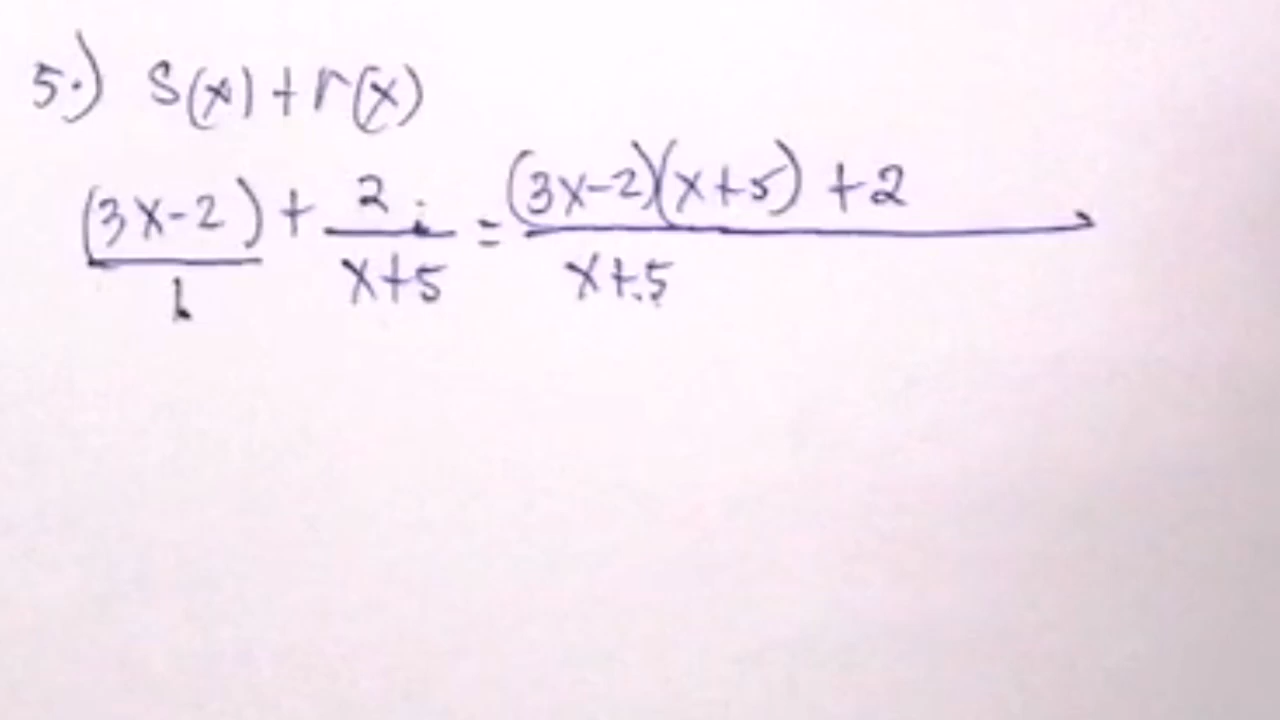 5.) s(x) + r(x)
(3x-2)/1 + 2/(x+5) = ((3x-2)(x+5) + 2)/(x+5)